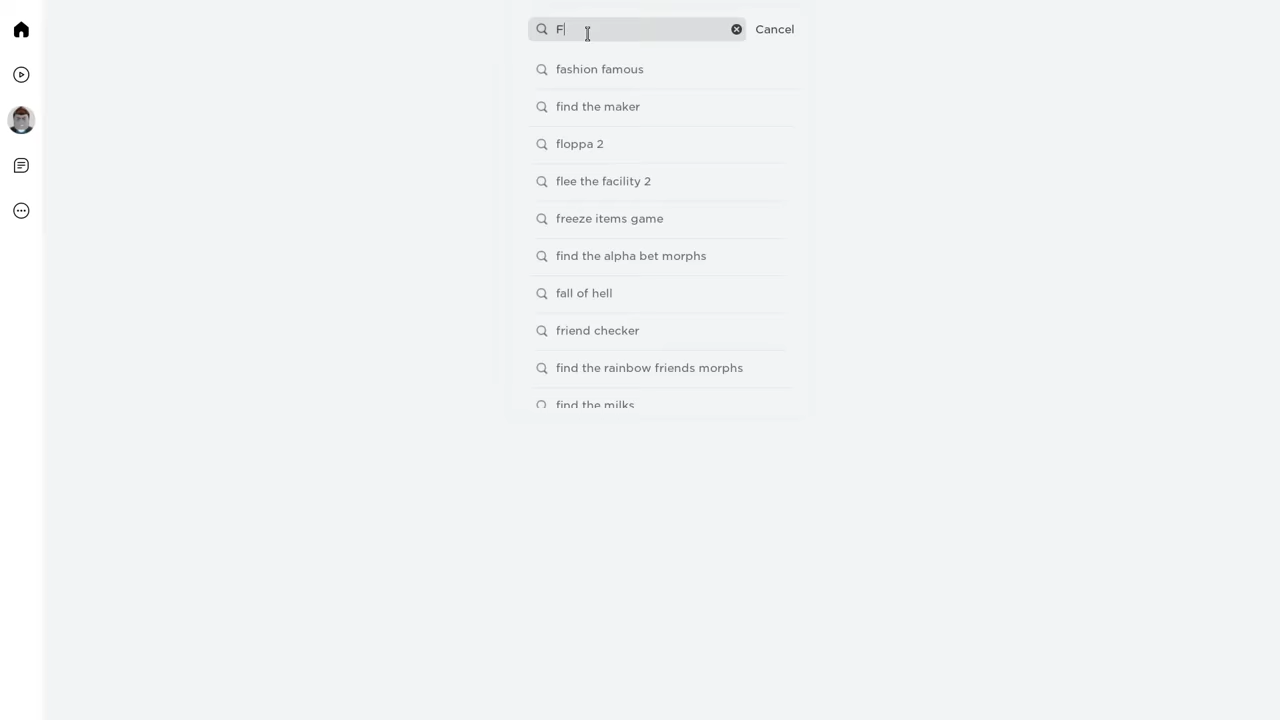 F
Cancel
fashion famous
find the maker
floppa 2
flee the facility 2
freeze items game
find the alpha bet morphs
fall of hell
friend checker
find the rainbow friends morphs
find the milks